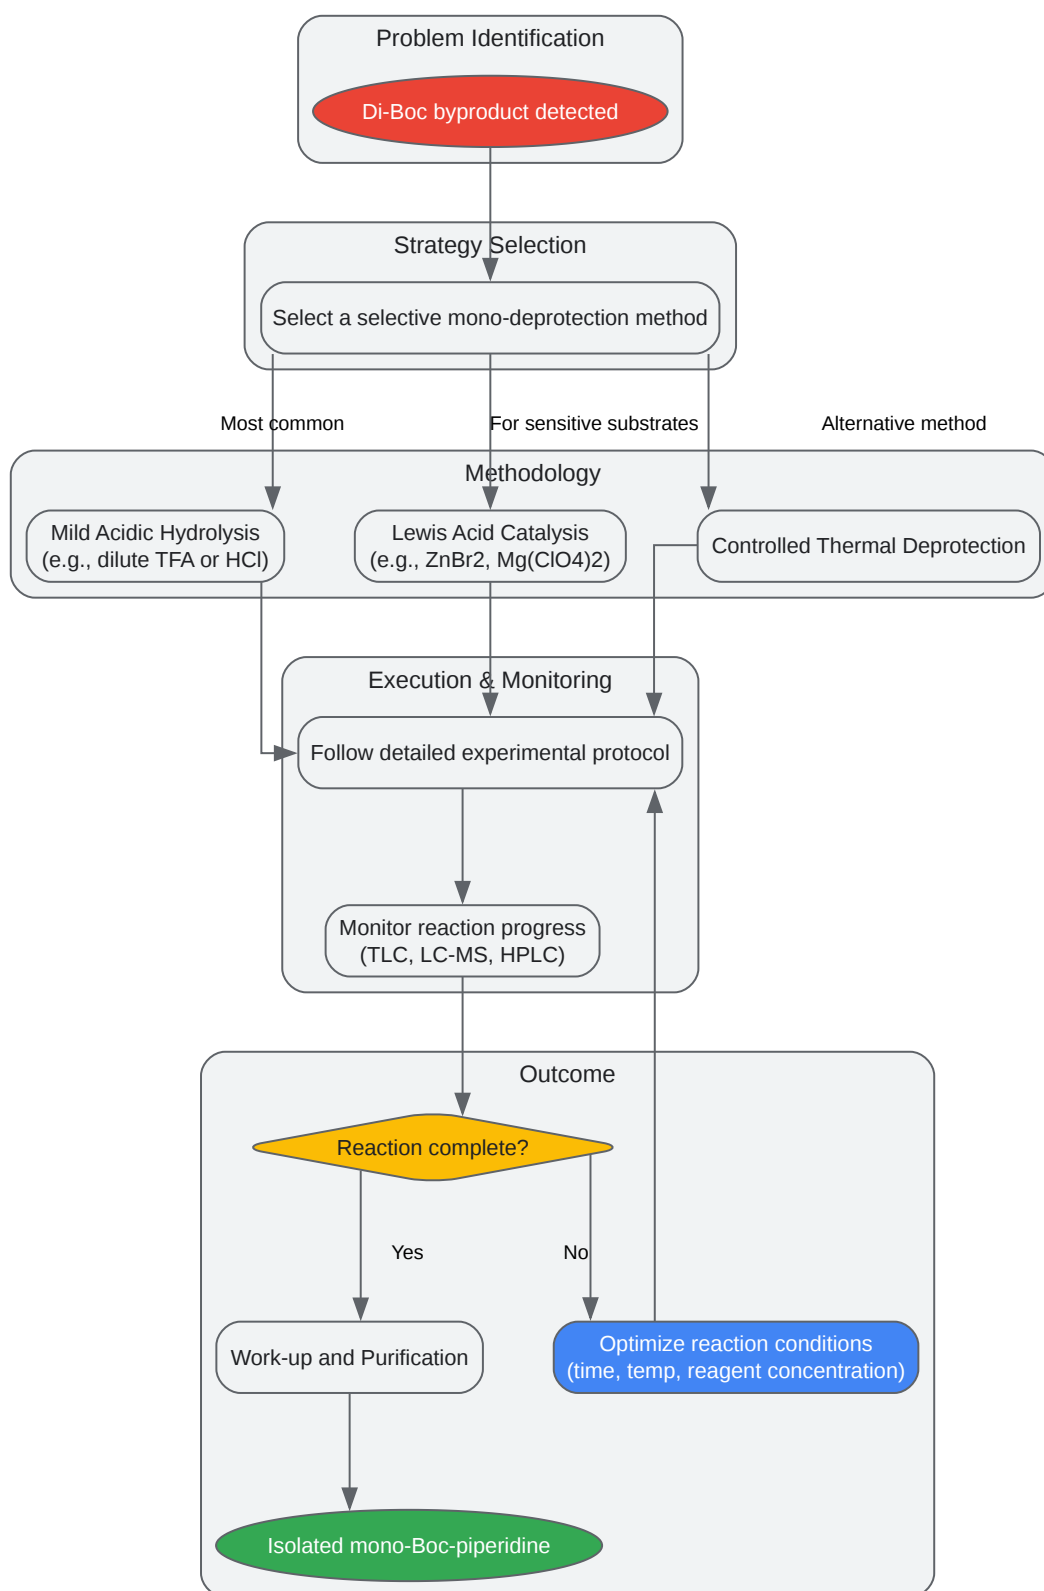 Problem Identification
Di-Boc byproduct detected
Strategy Selection
Select a selective mono-deprotection method
Most common
For sensitive substrates
Alternative method
Methodology
Mild Acidic Hydrolysis
(e.g., dilute TFA or HCl)
Lewis Acid Catalysis
(e.g., ZnBr2, Mg(ClO4)2)
Controlled Thermal Deprotection
Execution & Monitoring
Follow detailed experimental protocol
Monitor reaction progress
(TLC, LC-MS, HPLC)
Outcome
Reaction complete?
Yes
No
Work-up and Purification
Optimize reaction conditions
(time, temp, reagent concentration)
Isolated mono-Boc-piperidine